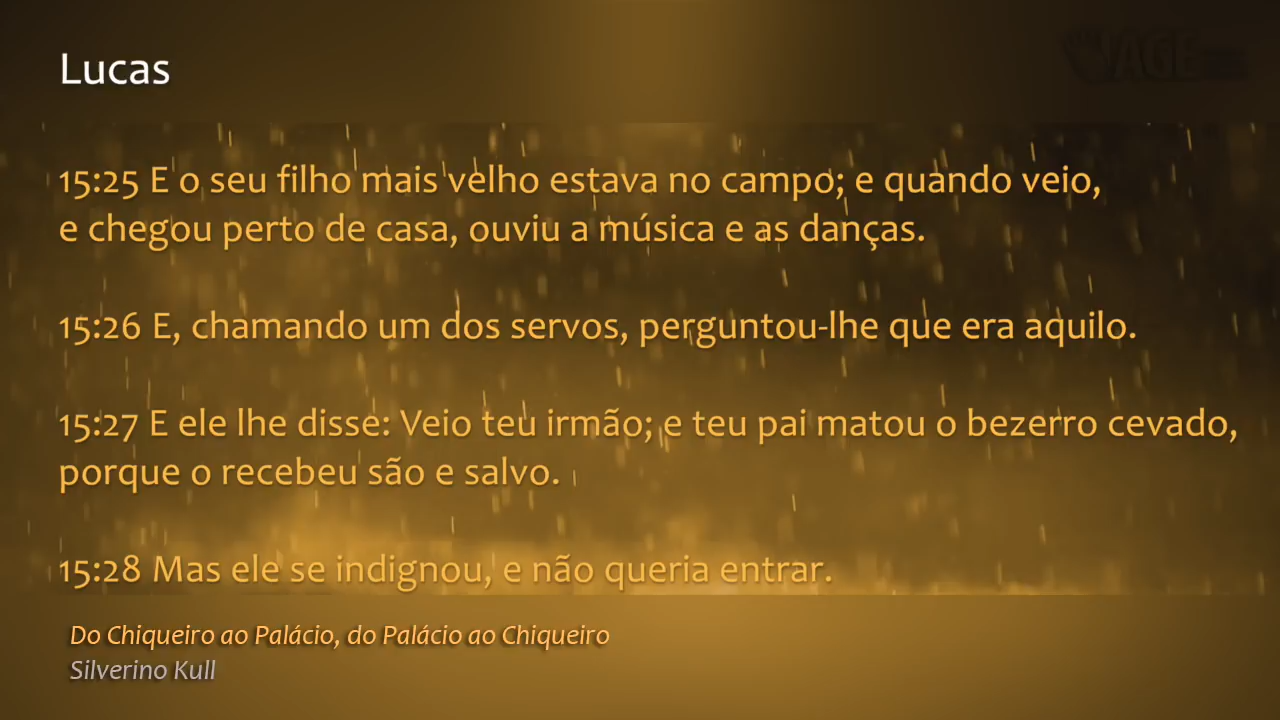 Lucas
15:25 E o seu filho mais velho estava no campo; e quando veio,
e chegou perto de casa, ouviu a música e as danças.
15:26 E, chamando um dos servos, perguntou-lhe que era aquilo.
15:27 E ele lhe disse: Veio teu irmão; e teu pai matou o bezerro cevado,
porque o recebeu são e salvo.
15:28 Mas ele se indignou, e não queria entrar.
Do Chiqueiro ao Palácio, do Palácio ao Chiqueiro
Silverino Kull